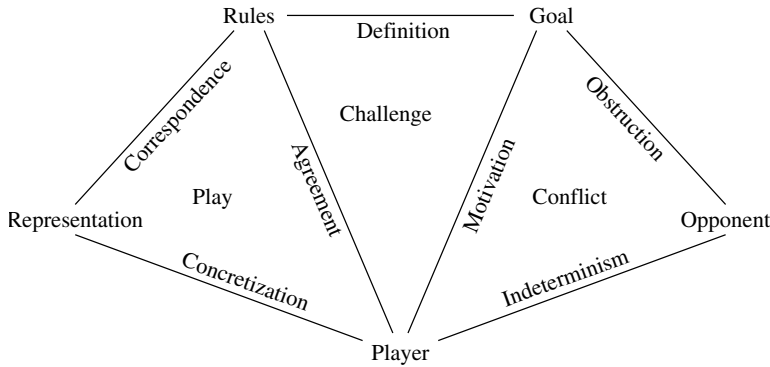 Rules
Goal
Definition
Correspondence
Challenge
Obstruction
Agreement
Motivation
Play
Conflict
Representation
Opponent
Concretization
Indeterminism
Player